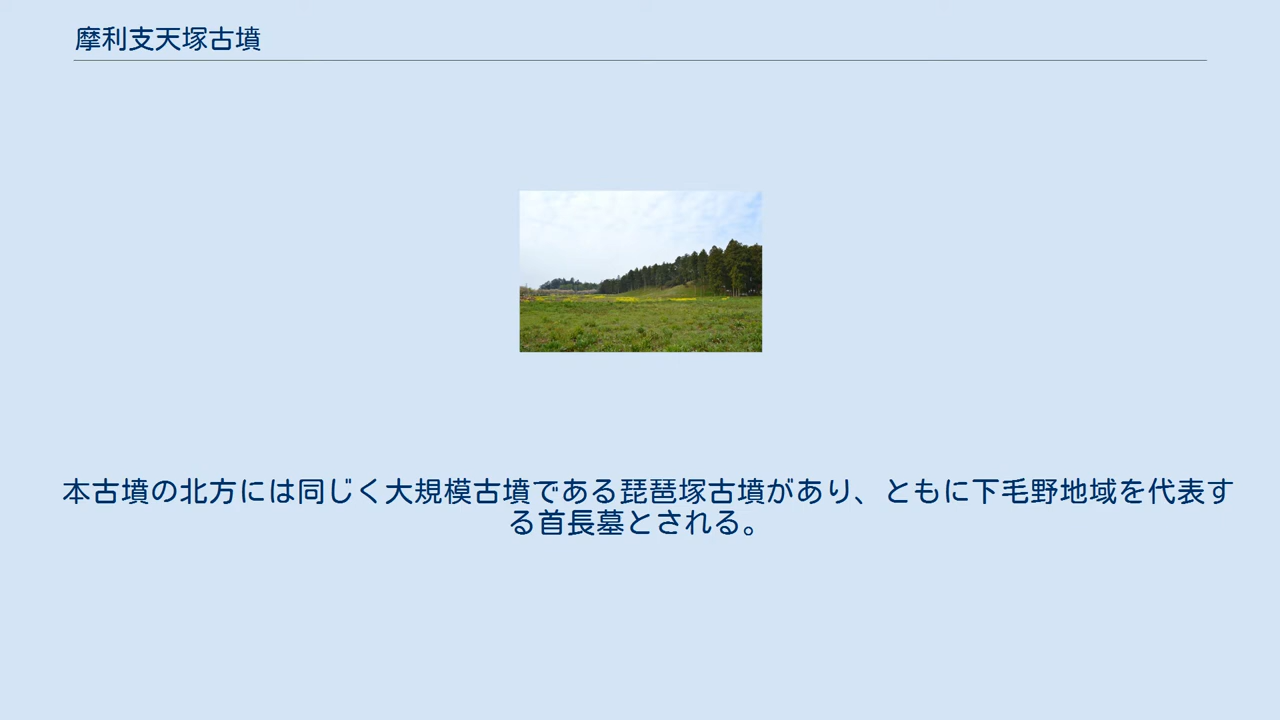 摩利支天塚古墳
本古墳の北方には同じく大規模古墳である琵琶塚古墳があり、ともに下毛野地域を代表す
る首長墓とされる。